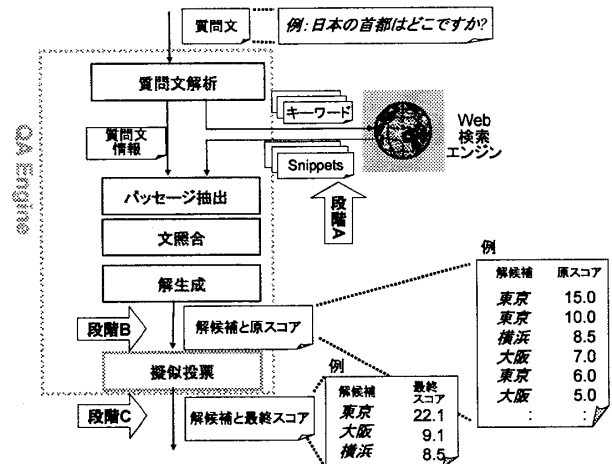 質問文
例：日本の首都はどこですか?
質問文解析
キーワード
Web
検索
エンジン
質問文
情報
Snippets
QA Engine
パッセージ抽出
段階A
文照合
解生成
段階B
解候補と原スコア
擬似投票
段階C
解候補と最終スコア
例
解候補 原スコア
東京 15.0
東京 10.0
横浜 8.5
大阪 7.0
東京 6.0
大阪 5.0
: :
例
解候補 最終
スコア
東京 22.1
大阪 9.1
横浜 8.5